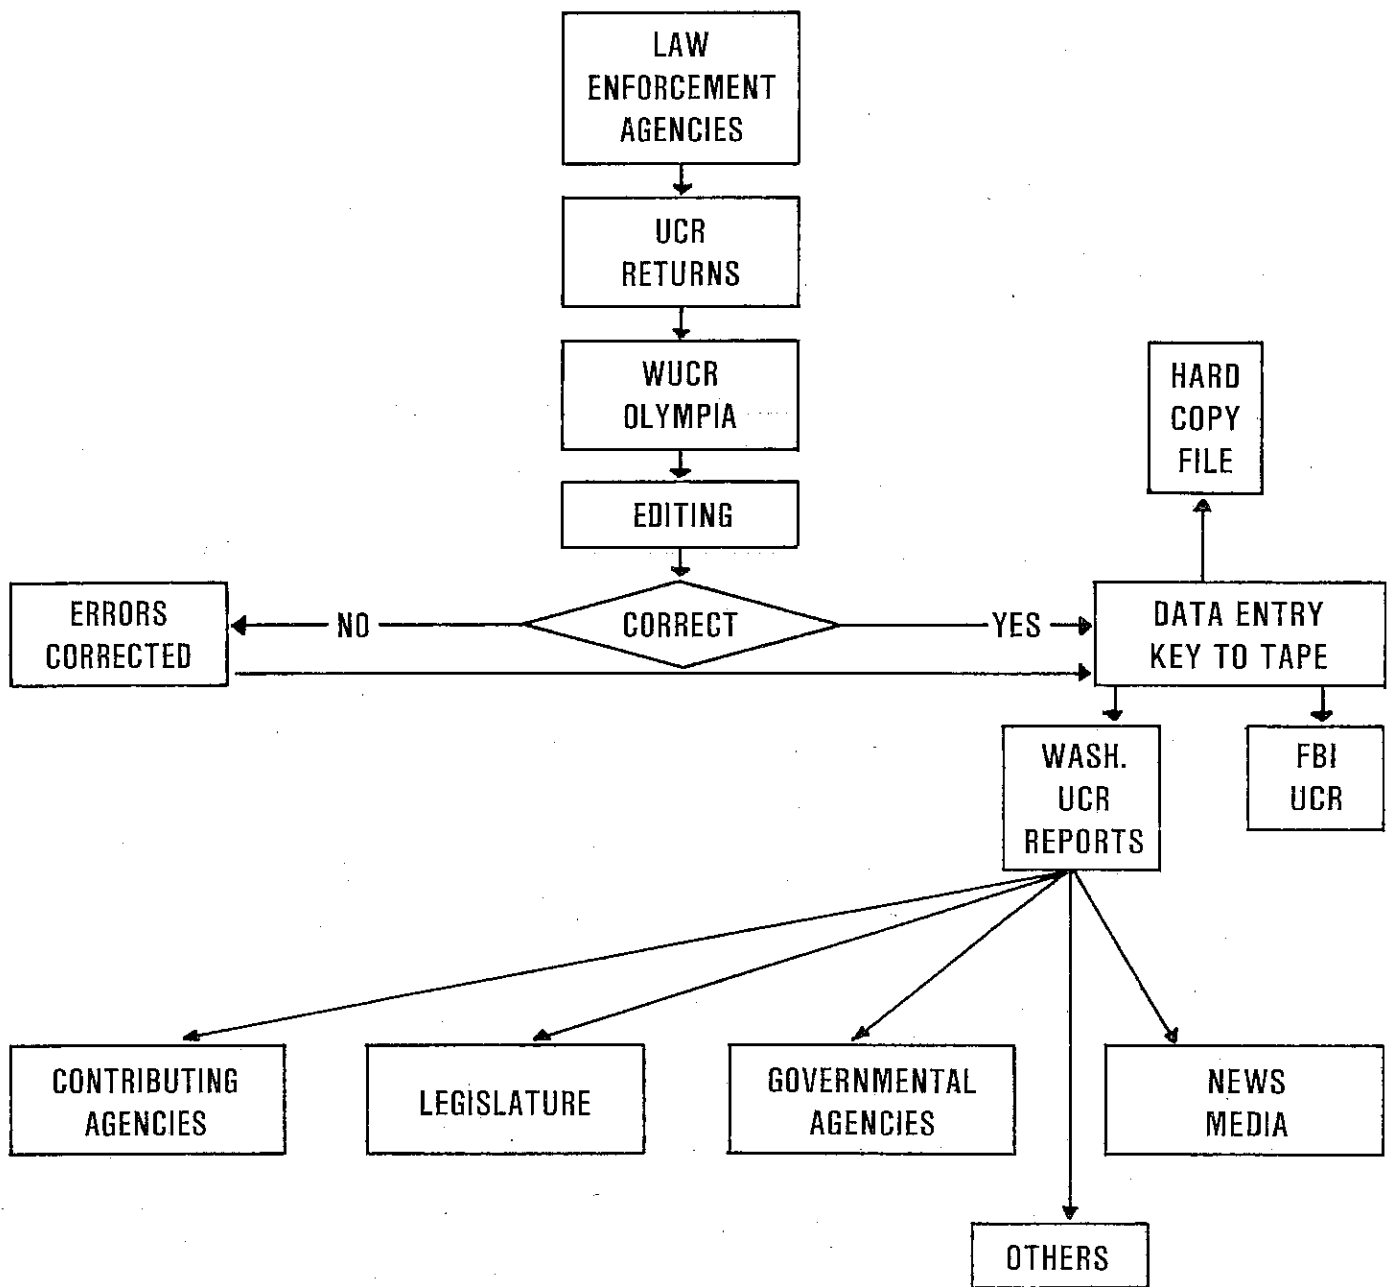 LAW
ENFORCEMENT
AGENCIES
UCR
RETURNS
WUCR
OLYMPIA
HARD
COPY
FILE
EDITING
ERRORS
CORRECTED
NO
CORRECT
YES
DATA ENTRY
KEY TO TAPE
WASH.
UCR
REPORTS
FBI
UCR
CONTRIBUTING
AGENCIES
LEGISLATURE
GOVERNMENTAL
AGENCIES
NEWS
MEDIA
OTHERS